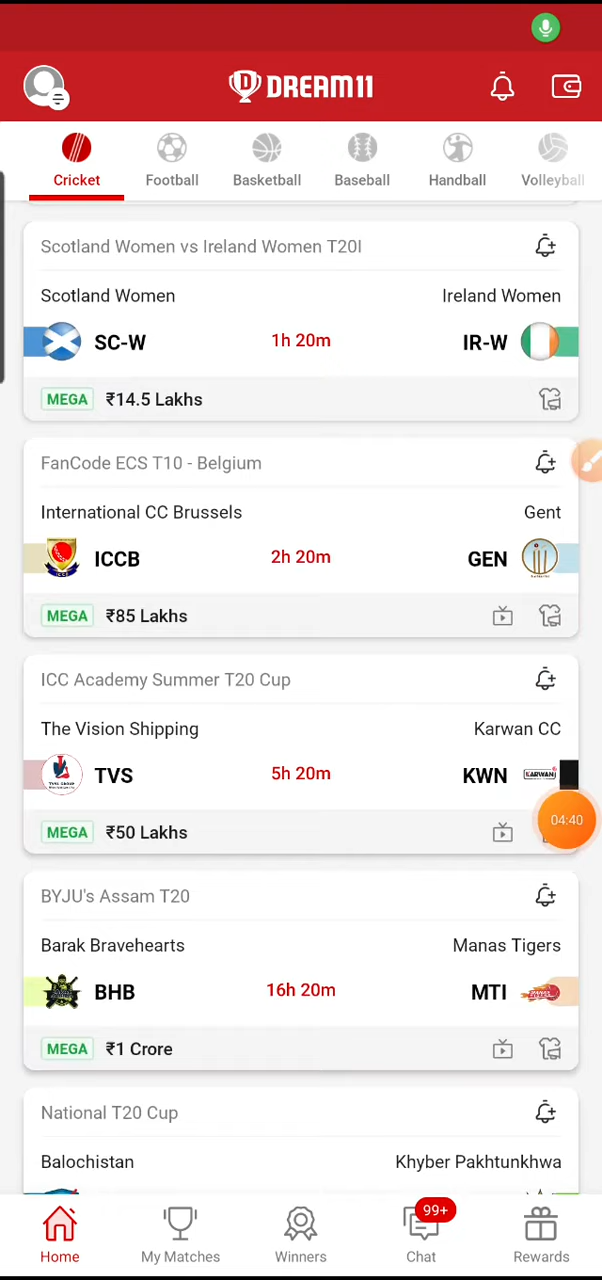 DREAM11
Cricket Football Basketball Baseball Handball Volleyball
Scotland Women vs Ireland Women T20I
Scotland Women Ireland Women
SC-W 1h 20m IR-W
MEGA ₹14.5 Lakhs
FanCode ECS T10 - Belgium
International CC Brussels Gent
ICCB 2h 20m GEN
MEGA ₹85 Lakhs
ICC Academy Summer T20 Cup
The Vision Shipping Karwan CC
TVS 5h 20m KWN KARWAN
MEGA ₹50 Lakhs
04:40
BYJU's Assam T20
Barak Bravehearts Manas Tigers
BHB 16h 20m MTI
MEGA ₹1 Crore
National T20 Cup
Balochistan Khyber Pakhtunkhwa
99+
Home My Matches Winners Chat Rewards